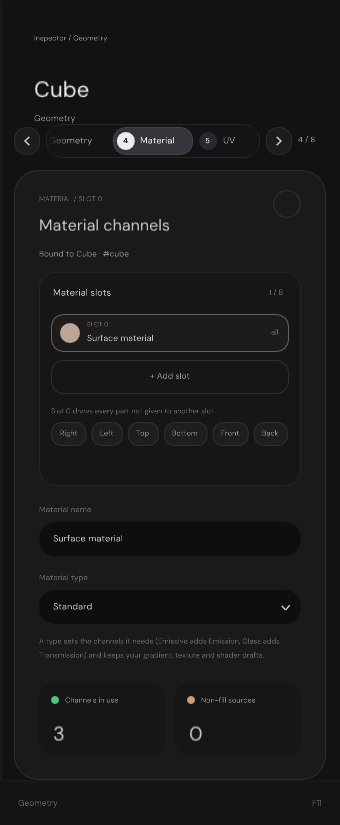 Inspector / Geometry
Cube
Geometry
Geometry
4 Material
5 UV
4 / 8
MATERIAL / SLOT 0
Material channels
Bound to Cube · #cube
Material slots
1 / 8
SLOT 0
Surface material
all
+ Add slot
Slot 0 draws every part not given to another slot
Right Left Top Bottom Front Back
Material name
Surface material
Material type
Standard
A type sets the channels it needs (Emissive adds Emission, Glass adds
Transmission) and keeps your gradient, texture and shader drafts.
Channels in use
3
Non-fill sources
0
Geometry
F11